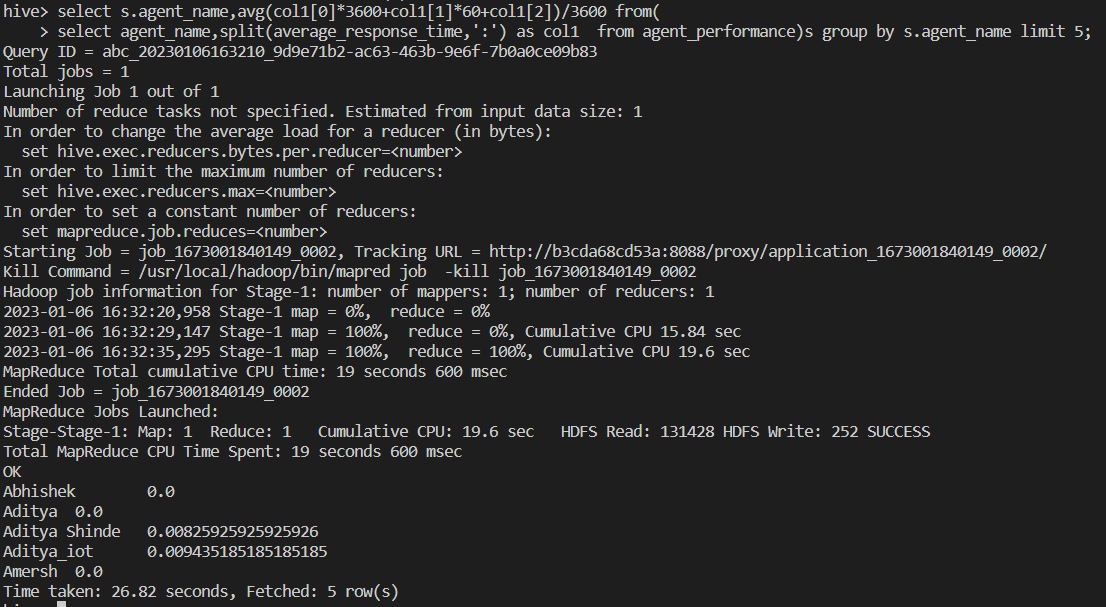 hive> select s.agent_name,avg(col1[0]*3600+col1[1]*60+col1[2])/3600 from(
    > select agent_name,split(average_response_time,':') as col1  from agent_performance)s group by s.agent_name limit 5;
Query ID = abc_20230106163210_9d9e71b2-ac63-463b-9e6f-7b0a0ce09b83
Total jobs = 1
Launching Job 1 out of 1
Number of reduce tasks not specified. Estimated from input data size: 1
In order to change the average load for a reducer (in bytes):
  set hive.exec.reducers.bytes.per.reducer=<number>
In order to limit the maximum number of reducers:
  set hive.exec.reducers.max=<number>
In order to set a constant number of reducers:
  set mapreduce.job.reduces=<number>
Starting Job = job_1673001840149_0002, Tracking URL = http://b3cda68cd53a:8088/proxy/application_1673001840149_0002/
Kill Command = /usr/local/hadoop/bin/mapred job  -kill job_1673001840149_0002
Hadoop job information for Stage-1: number of mappers: 1; number of reducers: 1
2023-01-06 16:32:20,958 Stage-1 map = 0%,  reduce = 0%
2023-01-06 16:32:29,147 Stage-1 map = 100%,  reduce = 0%, Cumulative CPU 15.84 sec
2023-01-06 16:32:35,295 Stage-1 map = 100%,  reduce = 100%, Cumulative CPU 19.6 sec
MapReduce Total cumulative CPU time: 19 seconds 600 msec
Ended Job = job_1673001840149_0002
MapReduce Jobs Launched:
Stage-Stage-1: Map: 1  Reduce: 1   Cumulative CPU: 19.6 sec   HDFS Read: 131428 HDFS Write: 252 SUCCESS
Total MapReduce CPU Time Spent: 19 seconds 600 msec
OK
Abhishek        0.0
Aditya  0.0
Aditya Shinde   0.00825925925925926
Aditya_iot      0.009435185185185185
Amersh  0.0
Time taken: 26.82 seconds, Fetched: 5 row(s)